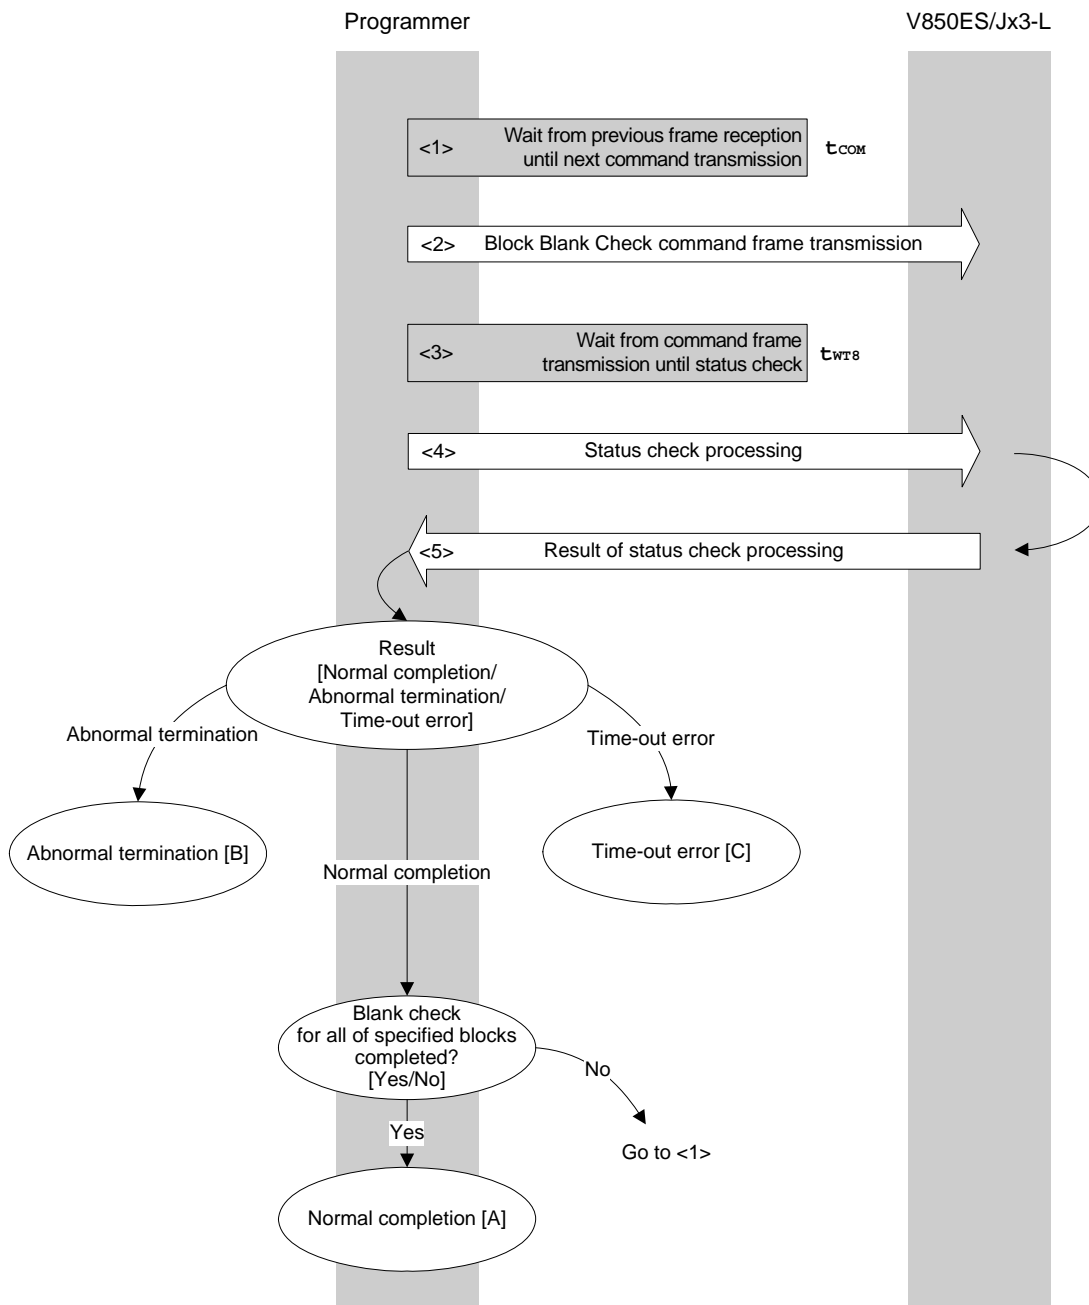 Programmer
V850ES/Jx3-L
<1> Wait from previous frame reception
until next command transmission
tCOM
<2> Block Blank Check command frame transmission
<3> Wait from command frame
transmission until status check
tWT8
<4> Status check processing
<5> Result of status check processing
Result
[Normal completion/
Abnormal termination/
Time-out error]
Abnormal termination
Time-out error
Abnormal termination [B]
Time-out error [C]
Normal completion
Blank check
for all of specified blocks
completed?
[Yes/No]
No
Yes
Go to <1>
Normal completion [A]